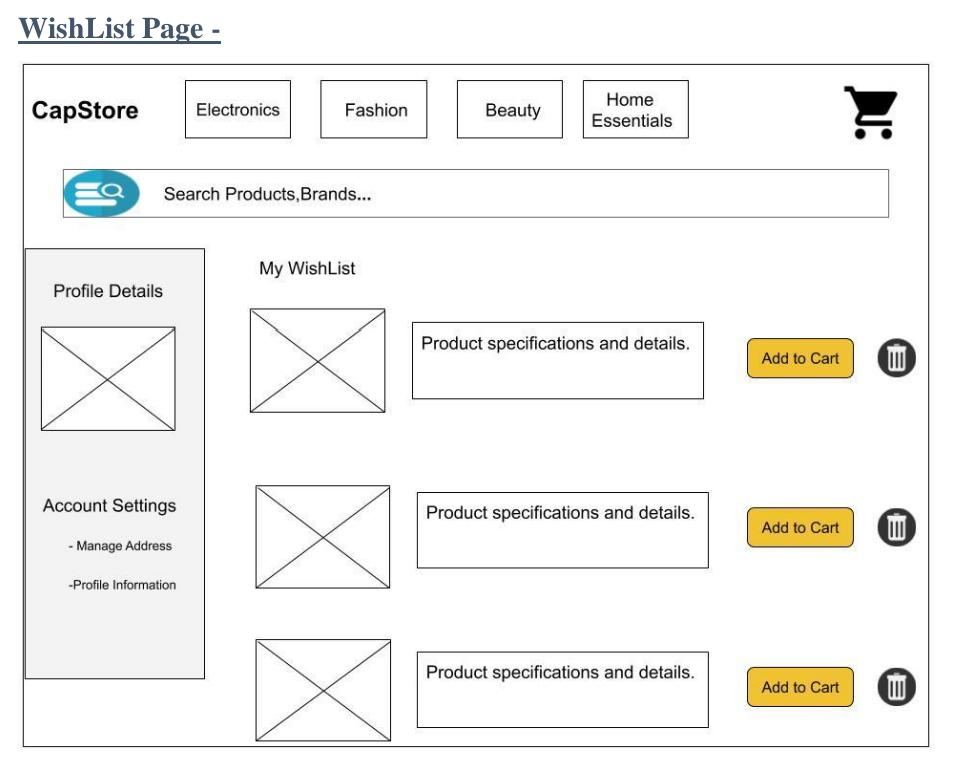 WishList Page -
CapStore
Electronics
Fashion
Beauty
Home
Essentials
Search Products,Brands...
Profile Details
My WishList
Product specifications and details.
Add to Cart
Account Settings
- Manage Address
-Profile Information
Product specifications and details.
Add to Cart
Product specifications and details.
Add to Cart